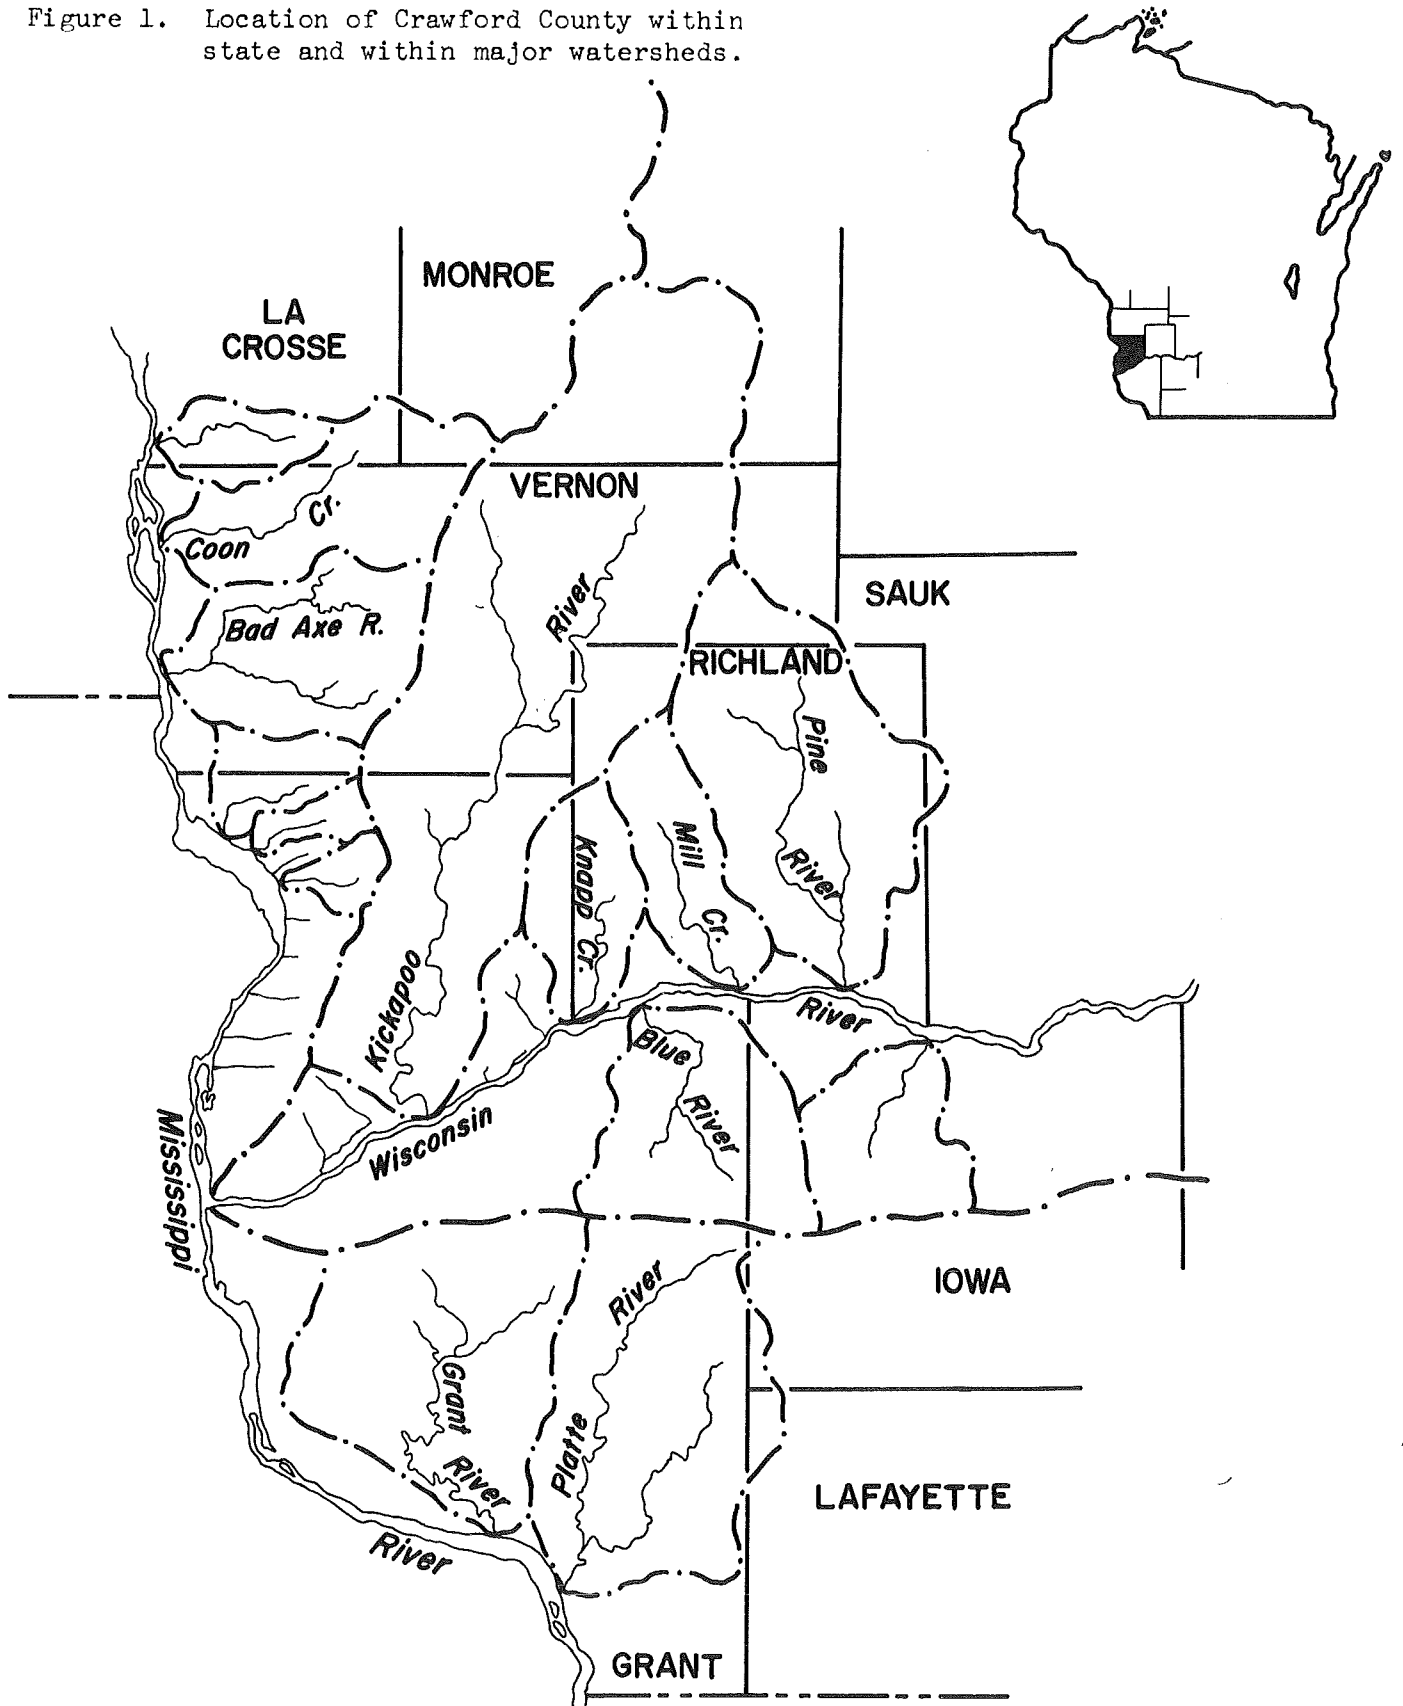 Figure 1. Location of Crawford County within
state and within major watersheds.
MONROE
LA
CROSSE
VERNON
Cr.
Coon
SAUK
River
Bad Axe R.
RICHLAND
Pine
Mill
River
Knapp
Cr.
Cr.
Kickapoo
River
Blue
River
Wisconsin
Mississippi
IOWA
River
Grant
Platte
River
LAFAYETTE
River
GRANT